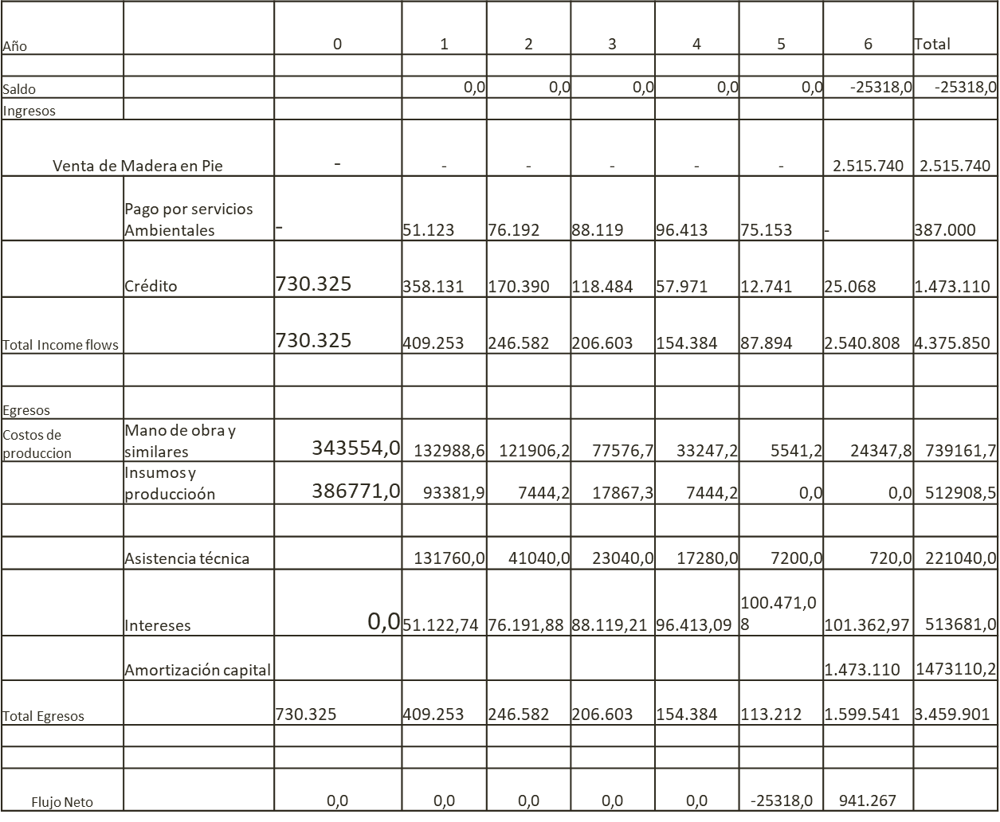 Año 0 1 2 3 4 5 6 Total
Saldo 0,0 0,0 0,0 0,0 0,0 -25318,0 -25318,0
Ingresos
Venta de Madera en Pie - - - - - - 2.515.740 2.515.740
Pago por servicios
Ambientales - 51.123 76.192 88.119 96.413 75.153 - 387.000
Crédito 730.325 358.131 170.390 118.484 57.971 12.741 25.068 1.473.110
Total Income flows 730.325 409.253 246.582 206.603 154.384 87.894 2.540.808 4.375.850
Egresos
Costos de
produccion
Mano de obra y
similares 343554,0 132988,6 121906,2 77576,7 33247,2 5541,2 24347,8 739161,7
Insumos y
produccioón 386771,0 93381,9 7444,2 17867,3 7444,2 0,0 0,0 512908,5
Asistencia técnica 131760,0 41040,0 23040,0 17280,0 7200,0 720,0 221040,0
Intereses 0,0 51.122,74 76.191,88 88.119,21 96.413,09 100.471,0
8 101.362,97 513681,0
Amortización capital 1.473.110 1473110,2
Total Egresos 730.325 409.253 246.582 206.603 154.384 113.212 1.599.541 3.459.901
Flujo Neto 0,0 0,0 0,0 0,0 0,0 -25318,0 941.267